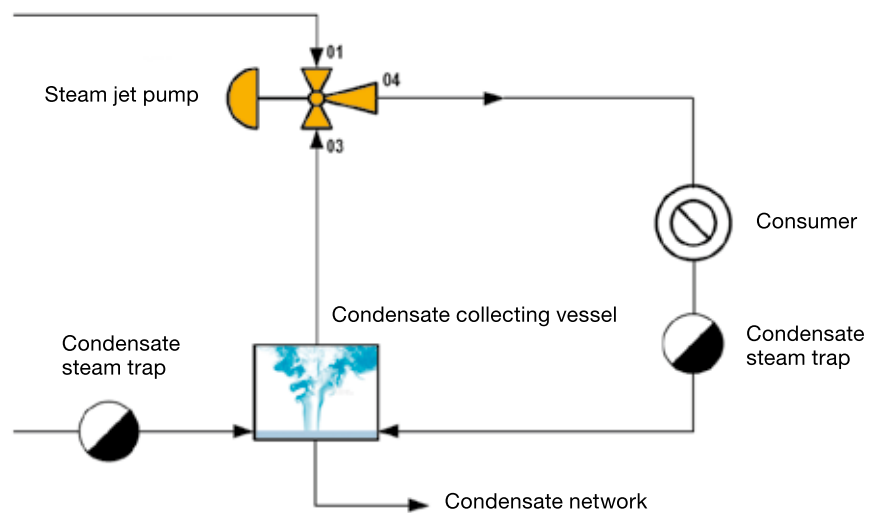 01
04
Steam jet pump
03
Consumer
Condensate collecting vessel
Condensate
steam trap
Condensate
steam trap
Condensate network